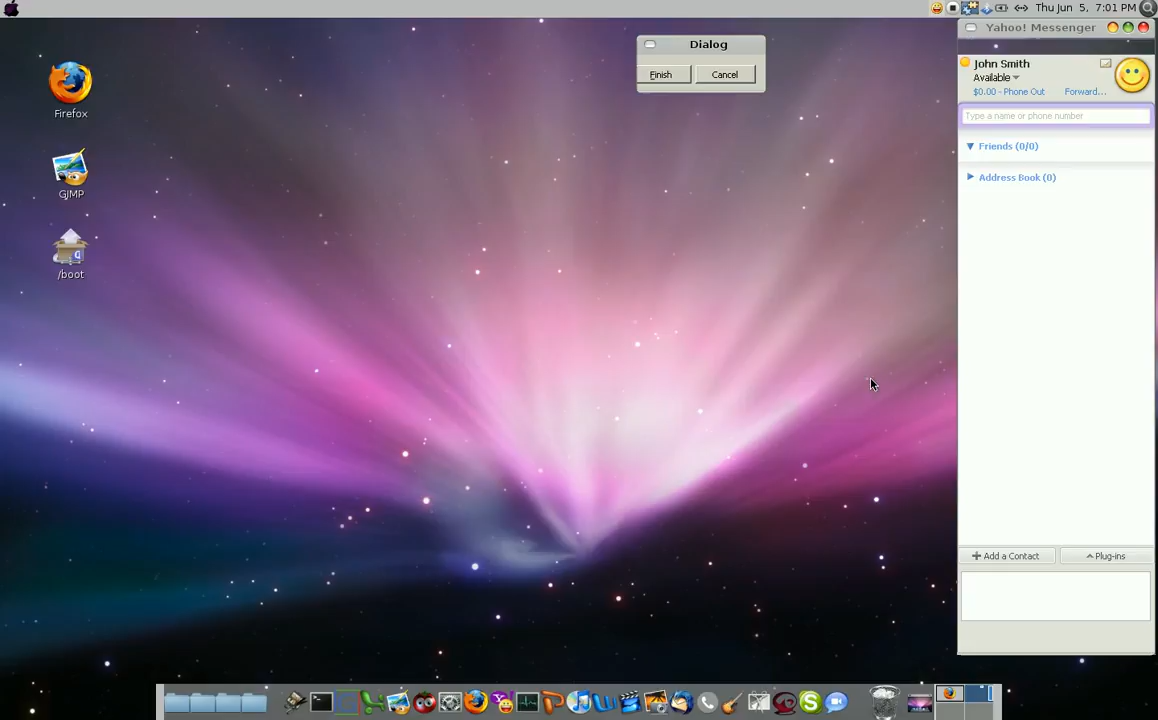 Thu Jun 5, 7:01 PM
Yahoo! Messenger
Dialog
Finish
Cancel
John Smith
Available
$0.00 - Phone Out
Forward...
Type a name or phone number
Friends (0/0)
Address Book (0)
Firefox
GIMP
/boot
Add a Contact
Plug-ins